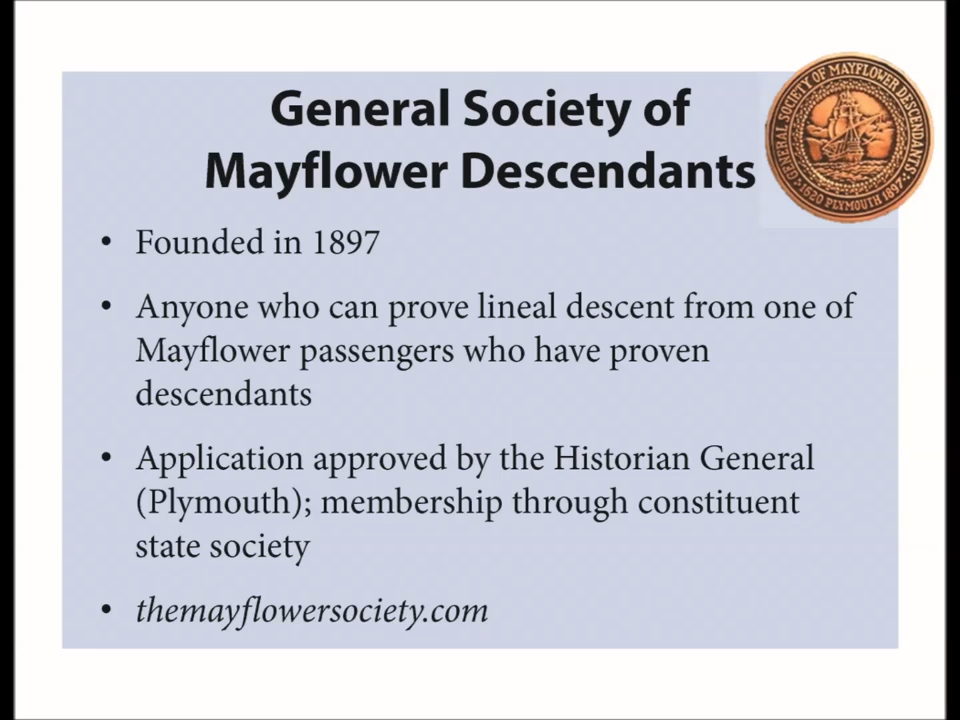 General Society of
Mayflower Descendants
GENERAL SOCIETY OF MAYFLOWER DESCENDANTS
· 1620 PLYMOUTH 1897 ·
• Founded in 1897
• Anyone who can prove lineal descent from one of
Mayflower passengers who have proven
descendants
• Application approved by the Historian General
(Plymouth); membership through constituent
state society
• themayflowersociety.com